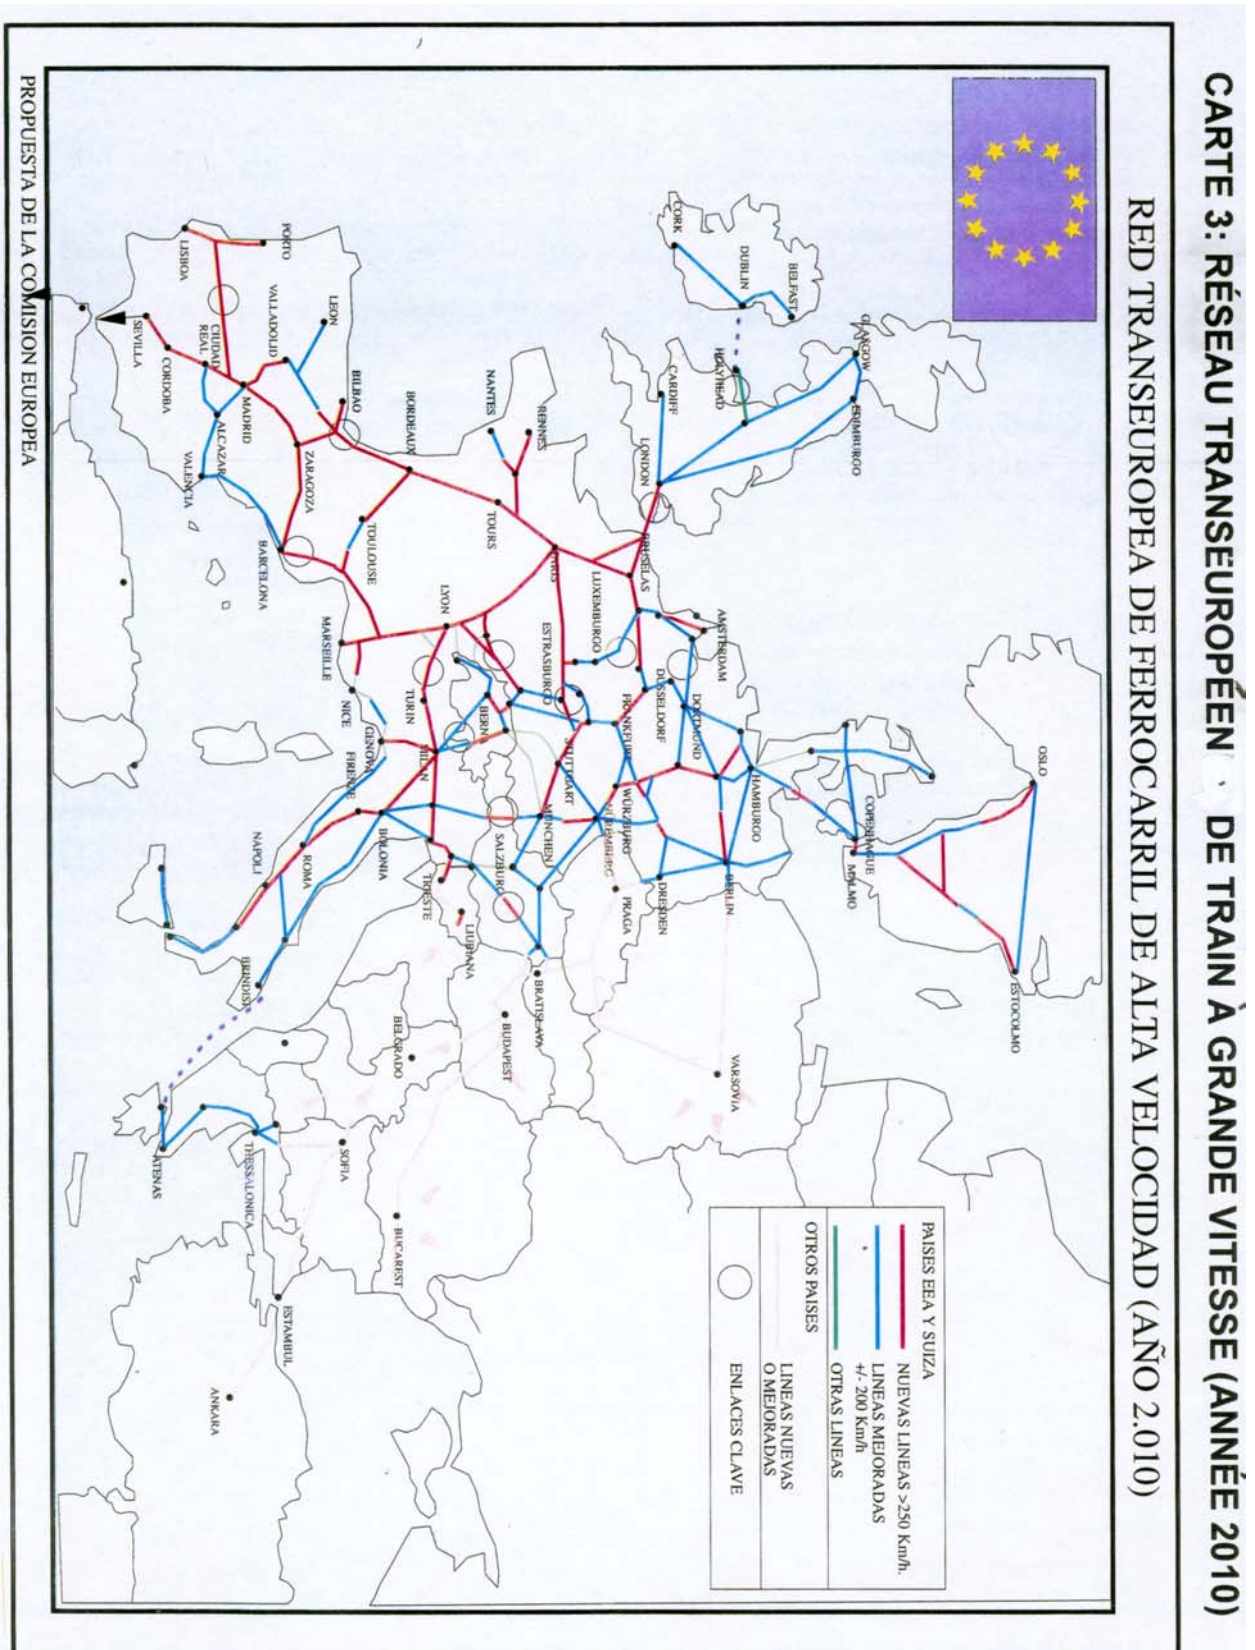 CARTE 3: RÉSEAU TRANSEUROPÉEN DE TRAIN À GRANDE VITESSE (ANNÉE 2010)
RED TRANSEUROPEA DE FERROCARRIL DE ALTA VELOCIDAD (AÑO 2.010)
PAISES EEA Y SUIZA
NUEVAS LINEAS >250 Km/h.
LINEAS MEJORADAS
+/- 200 Km/h
OTRAS LINEAS
OTROS PAISES
LINEAS NUEVAS
O MEJORADAS
ENLACES CLAVE
OSLO
ESTOCOLMO
COPENHAGUE
MALMO
GLASGOW
EDIMBURGO
BELFAST
DUBLIN
CORK
HOLYHEAD
CARDIFF
LONDON
AMSTERDAM
HAMBURGO
BERLIN
DORTMUND
DUSSELDORF
VARSOVIA
BRUSELAS
LUXEMBURGO
FRANKFURT
WÜRZBURG
DRESDEN
NUREMBERG
PRAGA
RENNES
NANTES
TOURS
PARIS
ESTRASBURGO
STUTTGART
MUNCHEN
SALZBURG
BRATISLAVA
BUDAPEST
BERN
LYON
TURIN
MILAN
TRIESTE
LJUBJANA
BELGRADO
BUCAREST
BORDEAUX
TOULOUSE
MARSEILLE
NICE
GENOVA
FIRENZE
BOLONIA
SOFIA
BILBAO
LEON
VALLADOLID
ZARAGOZA
BARCELONA
ROMA
NAPOLI
BRINDISI
THESSALONICA
ESTAMBUL
ANKARA
ATENAS
PORTO
LISBOA
CIUDAD
REAL
MADRID
ALCAZAR
VALENCIA
CORDOBA
SEVILLA
PROPUESTA DE LA COMISION EUROPEA